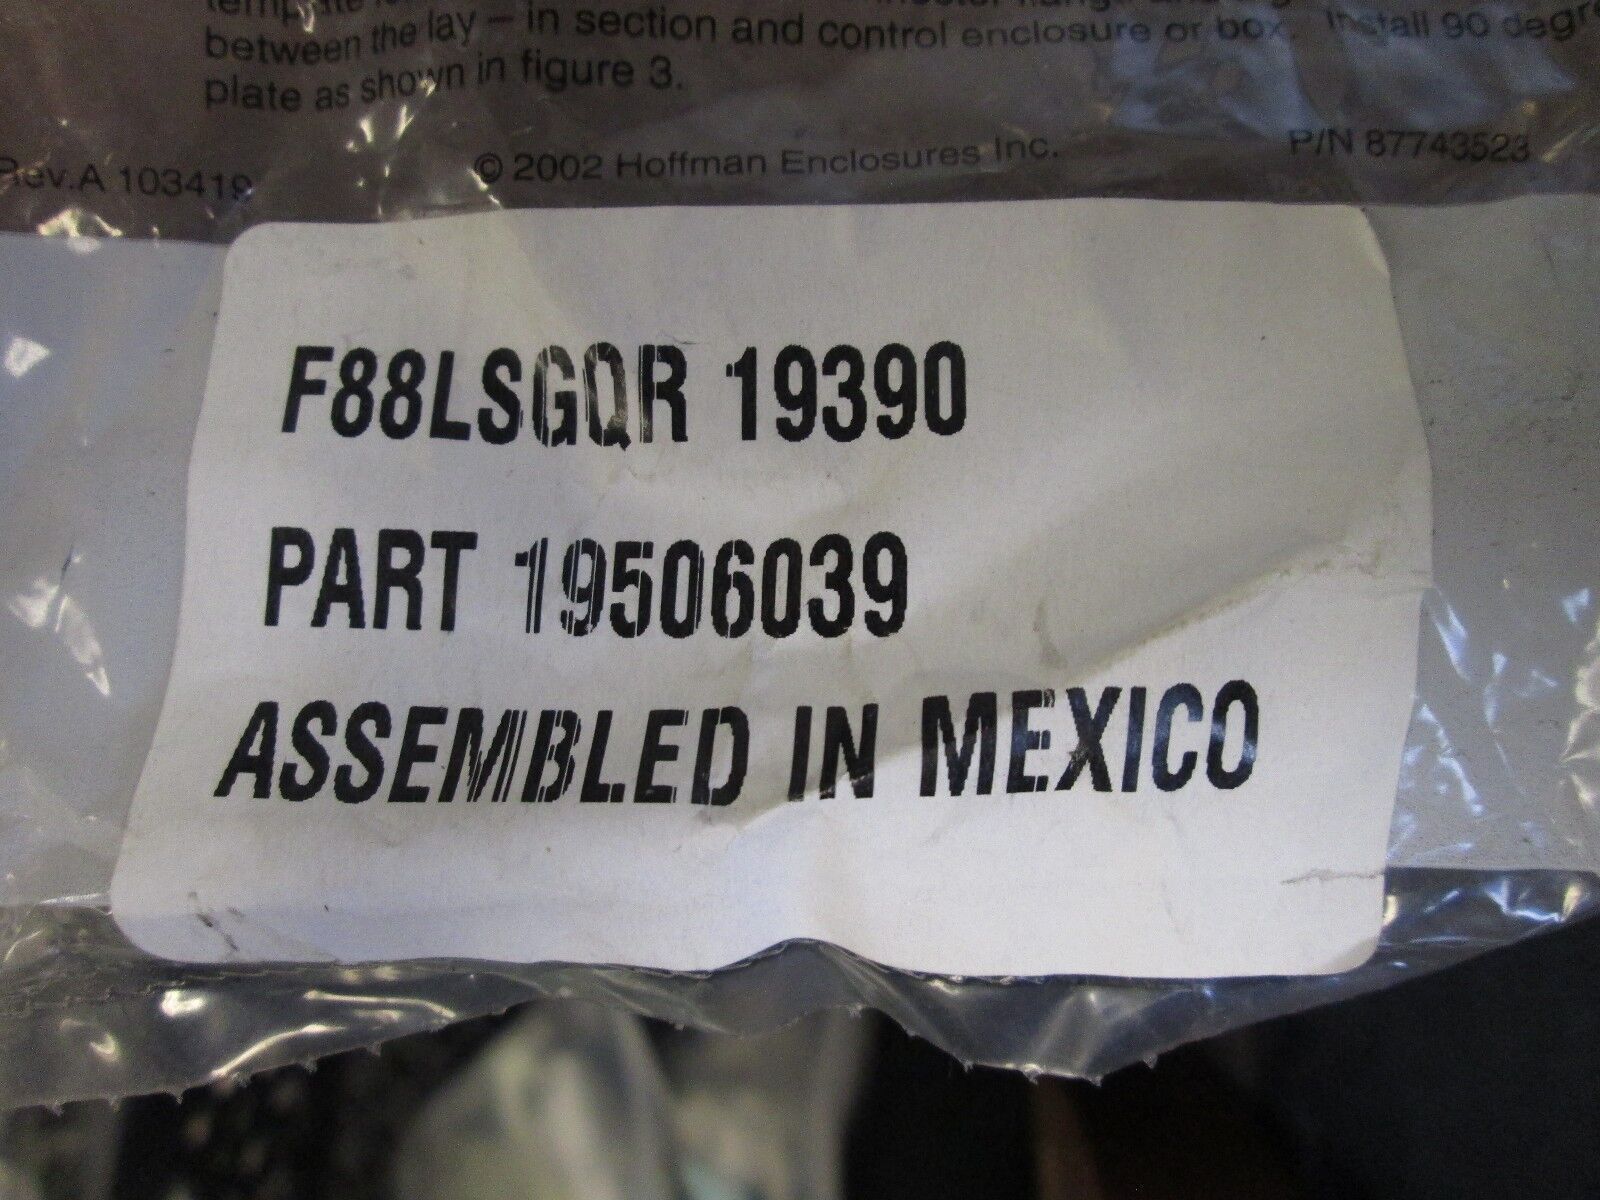 between the lay – in section and control enclosure or box. Install 90
plate as shown in figure 3.
Rev.A 103419 © 2002 Hoffman Enclosures Inc. P/N 87743523
F88LSGQR 19390
PART 19506039
ASSEMBLED IN MEXICO